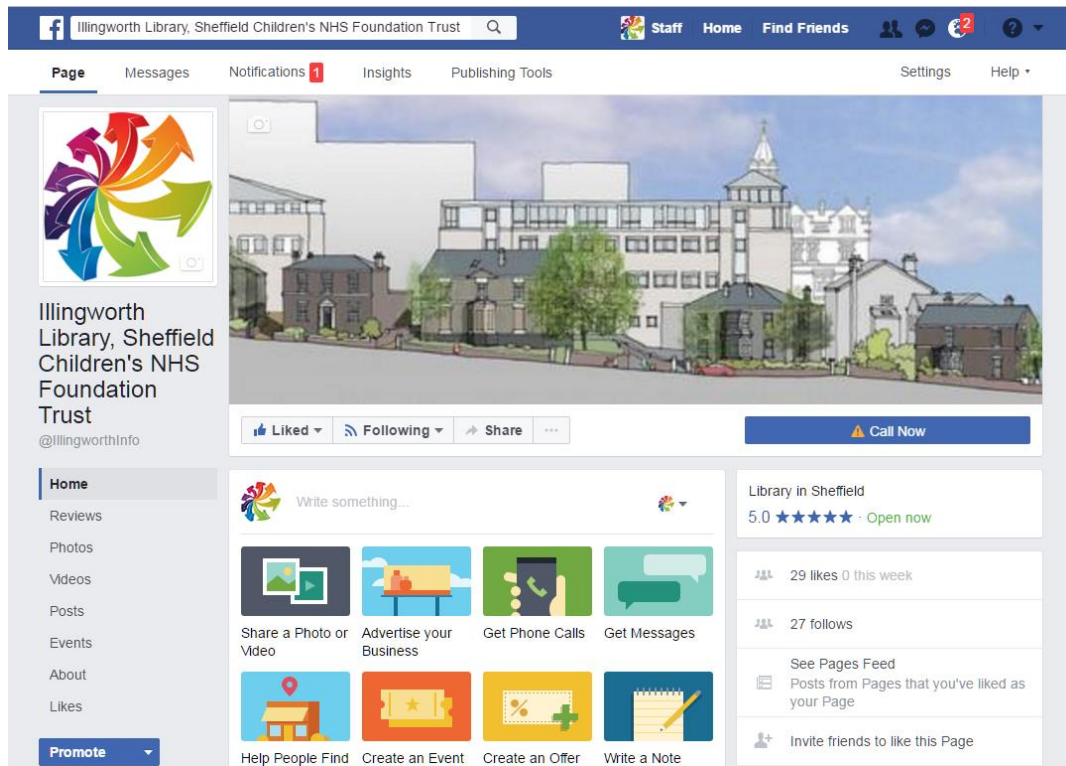 Illingworth Library, Sheffield Children's NHS Foundation Trust
Staff Home Find Friends 2
Page Messages Notifications 1 Insights Publishing Tools Settings Help
Illingworth
Library, Sheffield
Children's NHS
Foundation
Trust
@IllingworthInfo
Liked Following Share ...
Call Now
Home
Reviews
Photos
Videos
Posts
Events
About
Likes
Promote
Write something...
Share a Photo or
Video
Advertise your
Business
Get Phone Calls
Get Messages
Help People Find
Create an Event
Create an Offer
Write a Note
Library in Sheffield
5.0 ★★★★★ · Open now
29 likes 0 this week
27 follows
See Pages Feed
Posts from Pages that you've liked as
your Page
Invite friends to like this Page